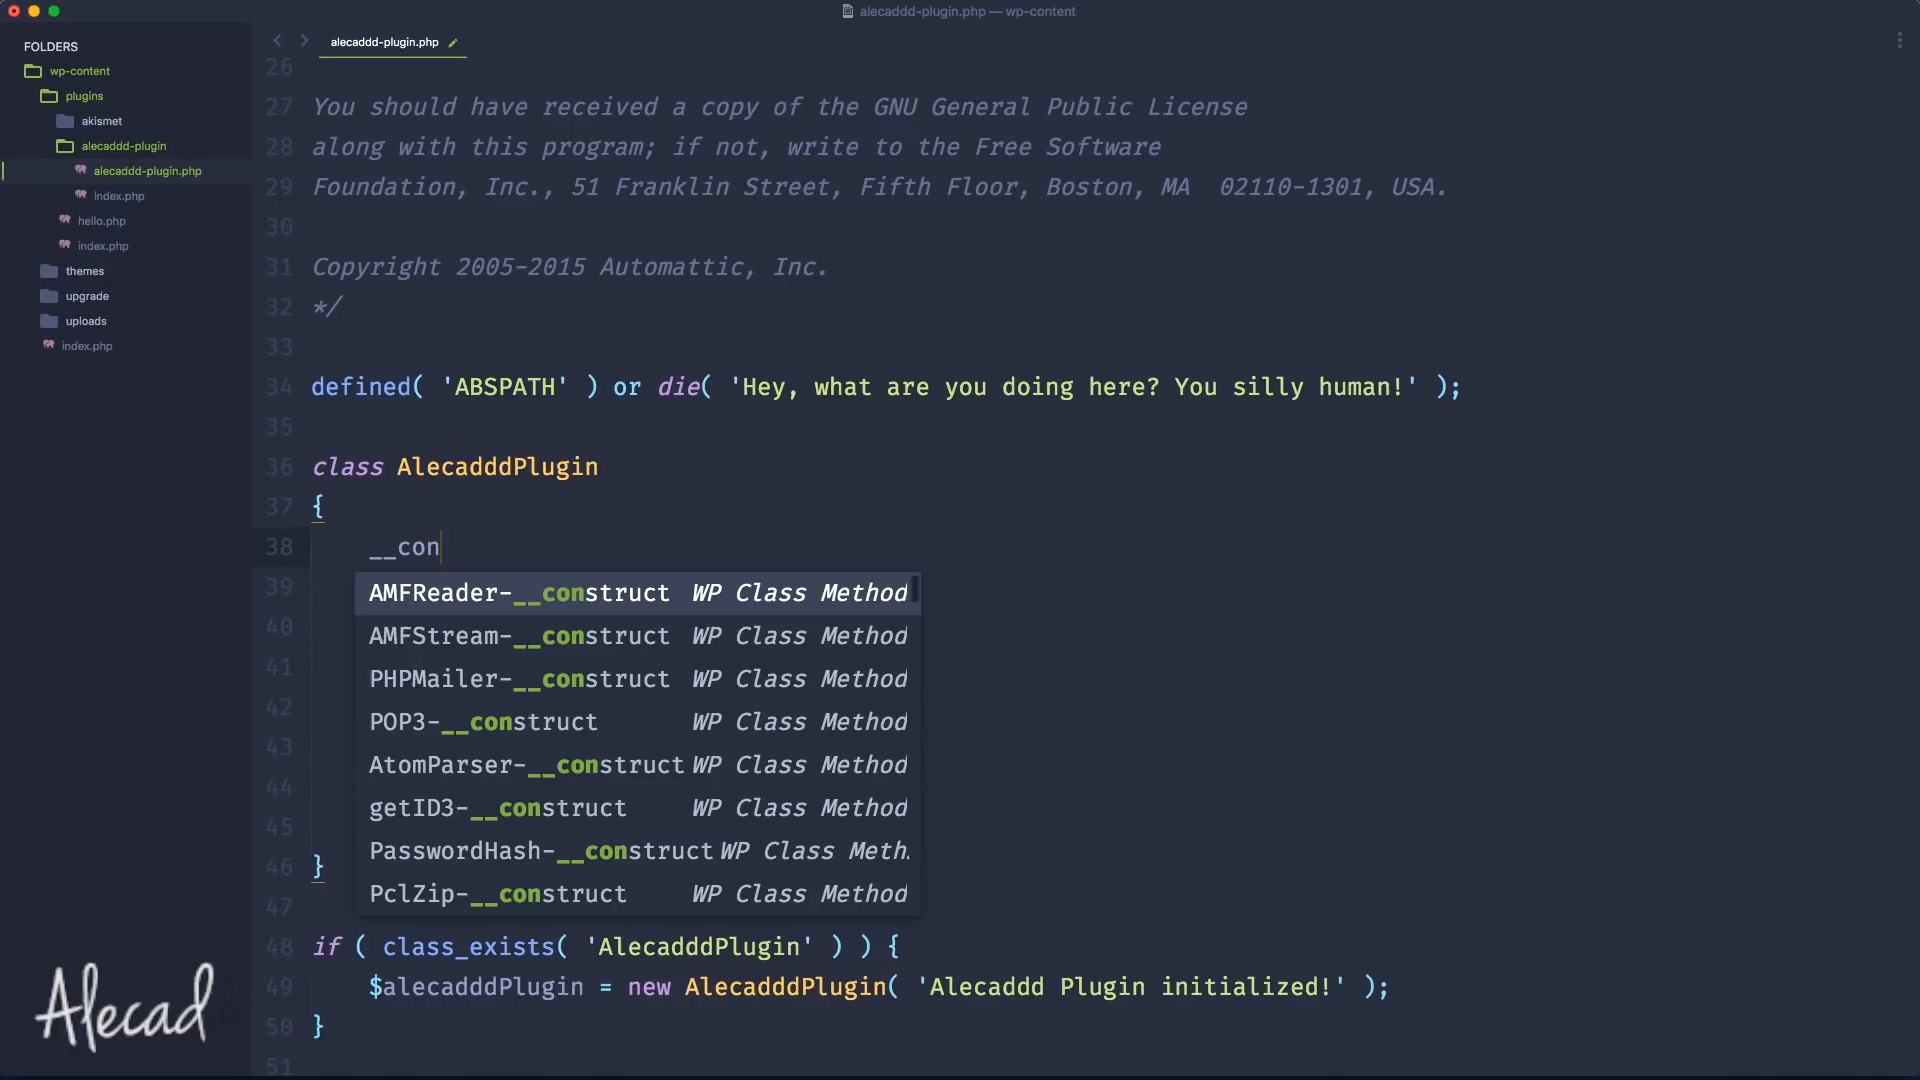 alecaddd-plugin.php — wp-content
FOLDERS
wp-content
plugins
akismet
alecaddd-plugin
alecaddd-plugin.php
index.php
hello.php
index.php
themes
upgrade
uploads
index.php
alecaddd-plugin.php
26
27 You should have received a copy of the GNU General Public License
28 along with this program; if not, write to the Free Software
29 Foundation, Inc., 51 Franklin Street, Fifth Floor, Boston, MA  02110-1301, USA.
30
31 Copyright 2005-2015 Automattic, Inc.
32 */
33
34 defined( 'ABSPATH' ) or die( 'Hey, what are you doing here? You silly human!' );
35
36 class AlecadddPlugin
37 {
38     __con
39 AMFReader-__construct WP Class Method
40 AMFStream-__construct WP Class Method
41 PHPMailer-__construct WP Class Method
42 POP3-__construct WP Class Method
43 AtomParser-__construct WP Class Method
44 getID3-__construct WP Class Method
45 PasswordHash-__construct WP Class Meth.
46 }
PclZip-__construct WP Class Method
47
48 if ( class_exists( 'AlecadddPlugin' ) ) {
49     $alecadddPlugin = new AlecadddPlugin( 'Alecaddd Plugin initialized!' );
50 }
51
Alecad